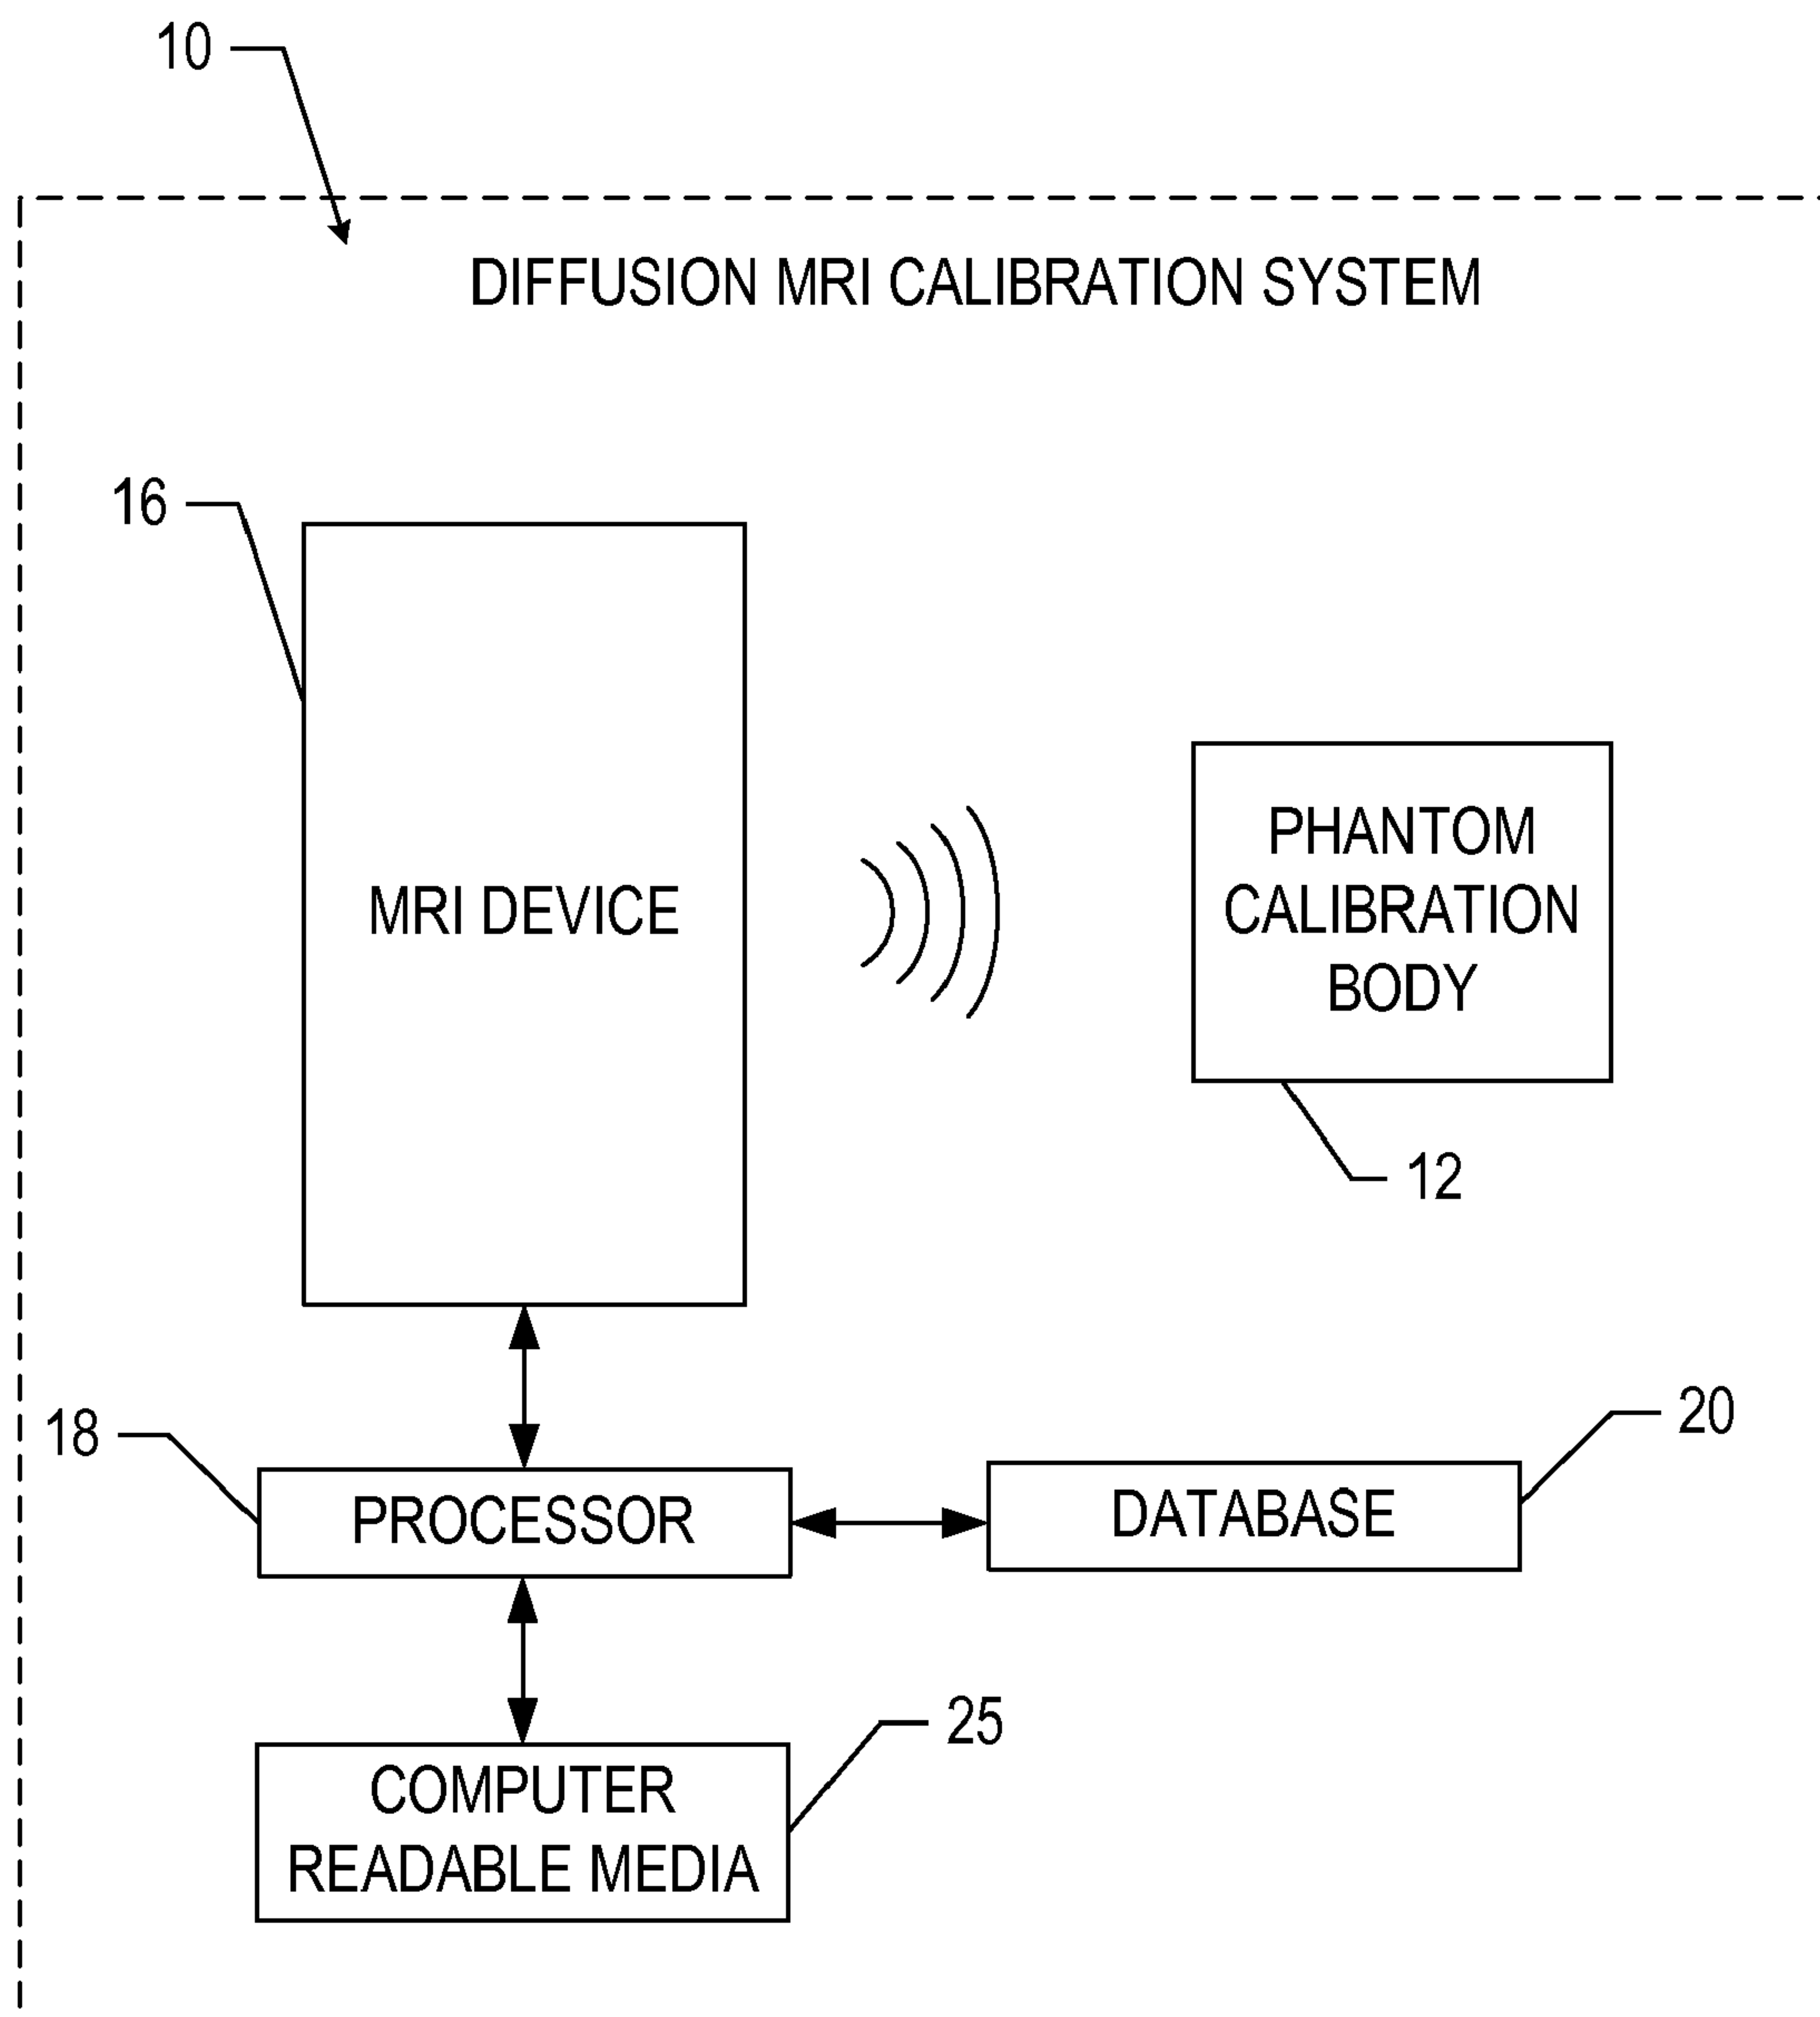 10
DIFFUSION MRI CALIBRATION SYSTEM
16
MRI DEVICE
PHANTOM
CALIBRATION
BODY
12
18
PROCESSOR
DATABASE
20
25
COMPUTER
READABLE MEDIA